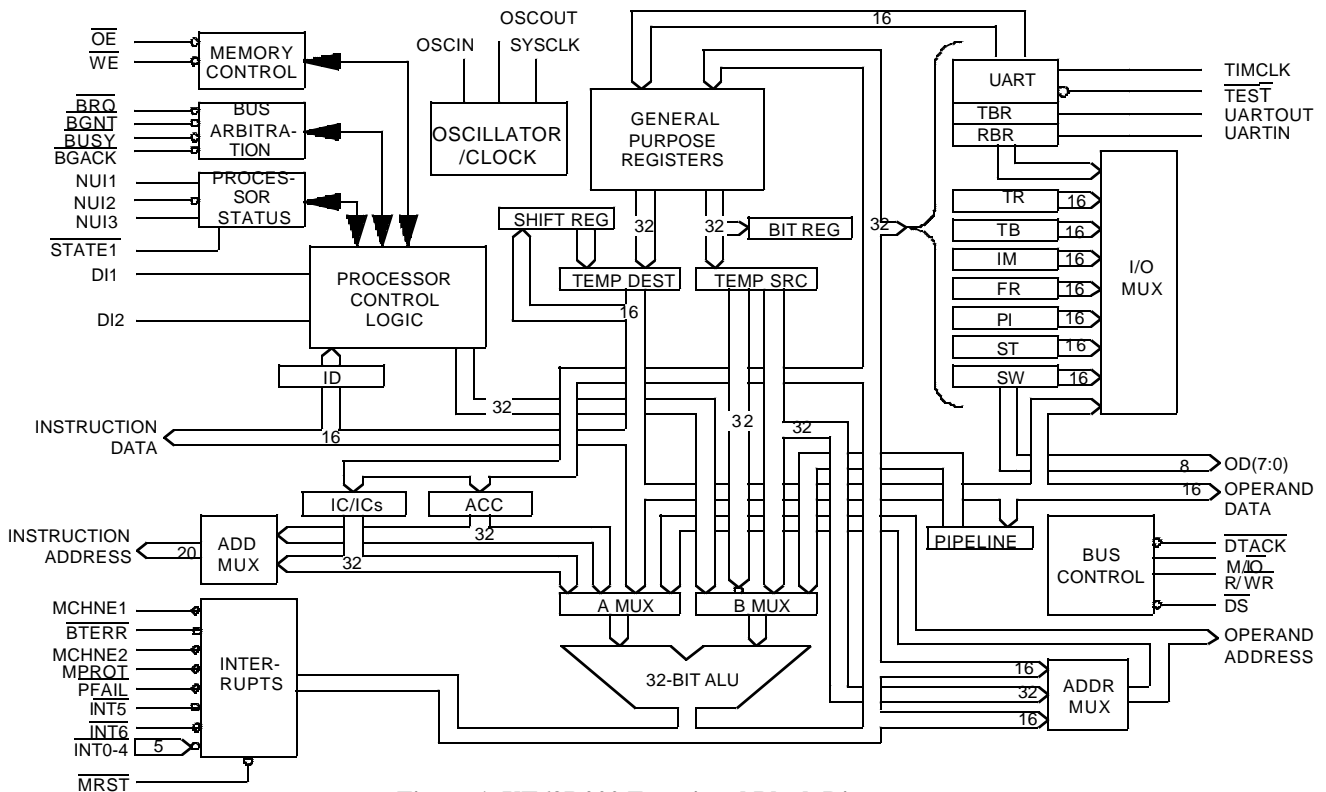 OE
WE
MEMORY
CONTROL
BRQ
BGNT
BUSY
BGACK
BUS
ARBITRA-
TION
NUI1
NUI2
NUI3
STATE1
PROCES-
SOR
STATUS
DI1
DI2
PROCESSOR
CONTROL
LOGIC
ID
OSCIN
OSCOUT
SYSCLK
OSCILLATOR
/CLOCK
16
GENERAL
PURPOSE
REGISTERS
32
32
SHIFT REG
BIT REG
TEMP DEST
TEMP SRC
16
32
UART
TBR
RBR
TIMCLK
TEST
UARTOUT
UARTIN
TR
16
TB
16
IM
16
FR
16
PI
16
ST
16
SW
16
I/O
MUX
32
32
32
INSTRUCTION
DATA
16
8
OD(7:0)
16
OPERAND
DATA
IC/ICs
ACC
32
32
INSTRUCTION
ADDRESS
20
ADD
MUX
PIPELINE
BUS
CONTROL
DTACK
M/IO
R/WR
DS
A MUX
B MUX
32-BIT ALU
MCHNE1
BTERR
MCHNE2
MPROT
PFAIL
INT5
INT6
INT0-4
5
MRST
INTER-
RUPTS
OPERAND
ADDRESS
16
32
16
ADDR
MUX